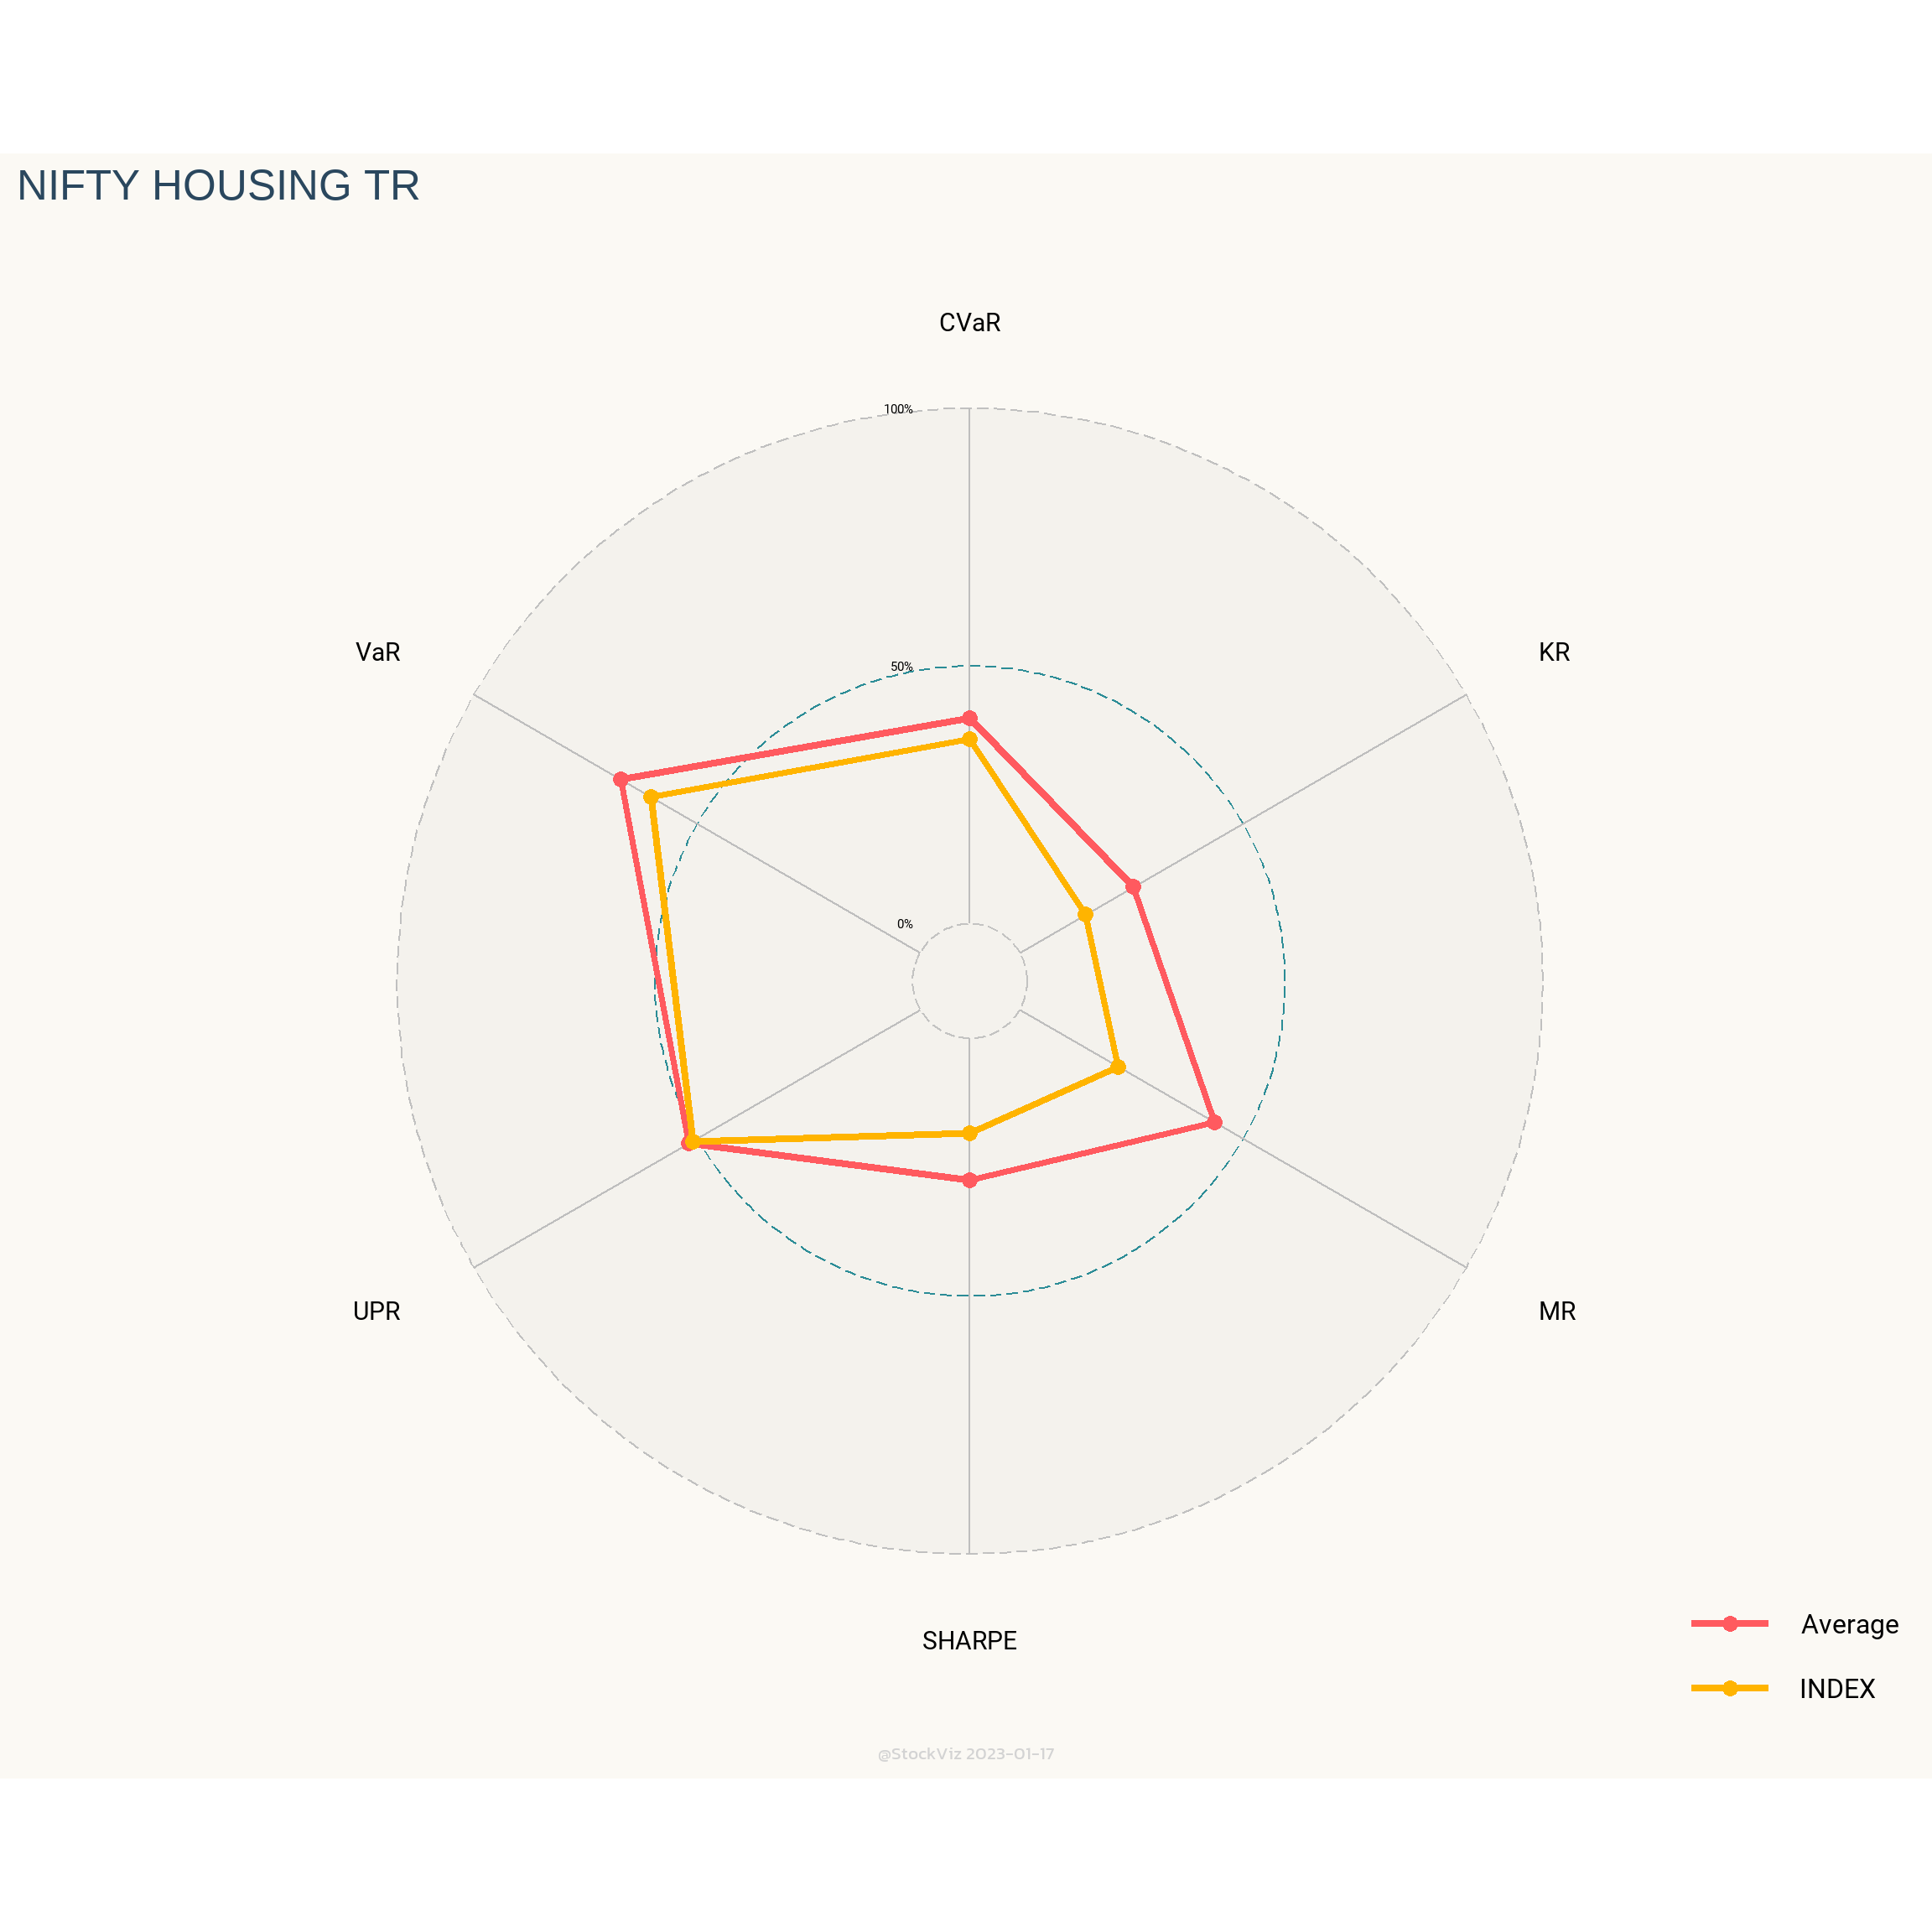 NIFTY HOUSING TR
CVaR
100%
VaR
KR
50%
0%
UPR
MR
SHARPE
Average
INDEX
@StockViz 2023-01-17